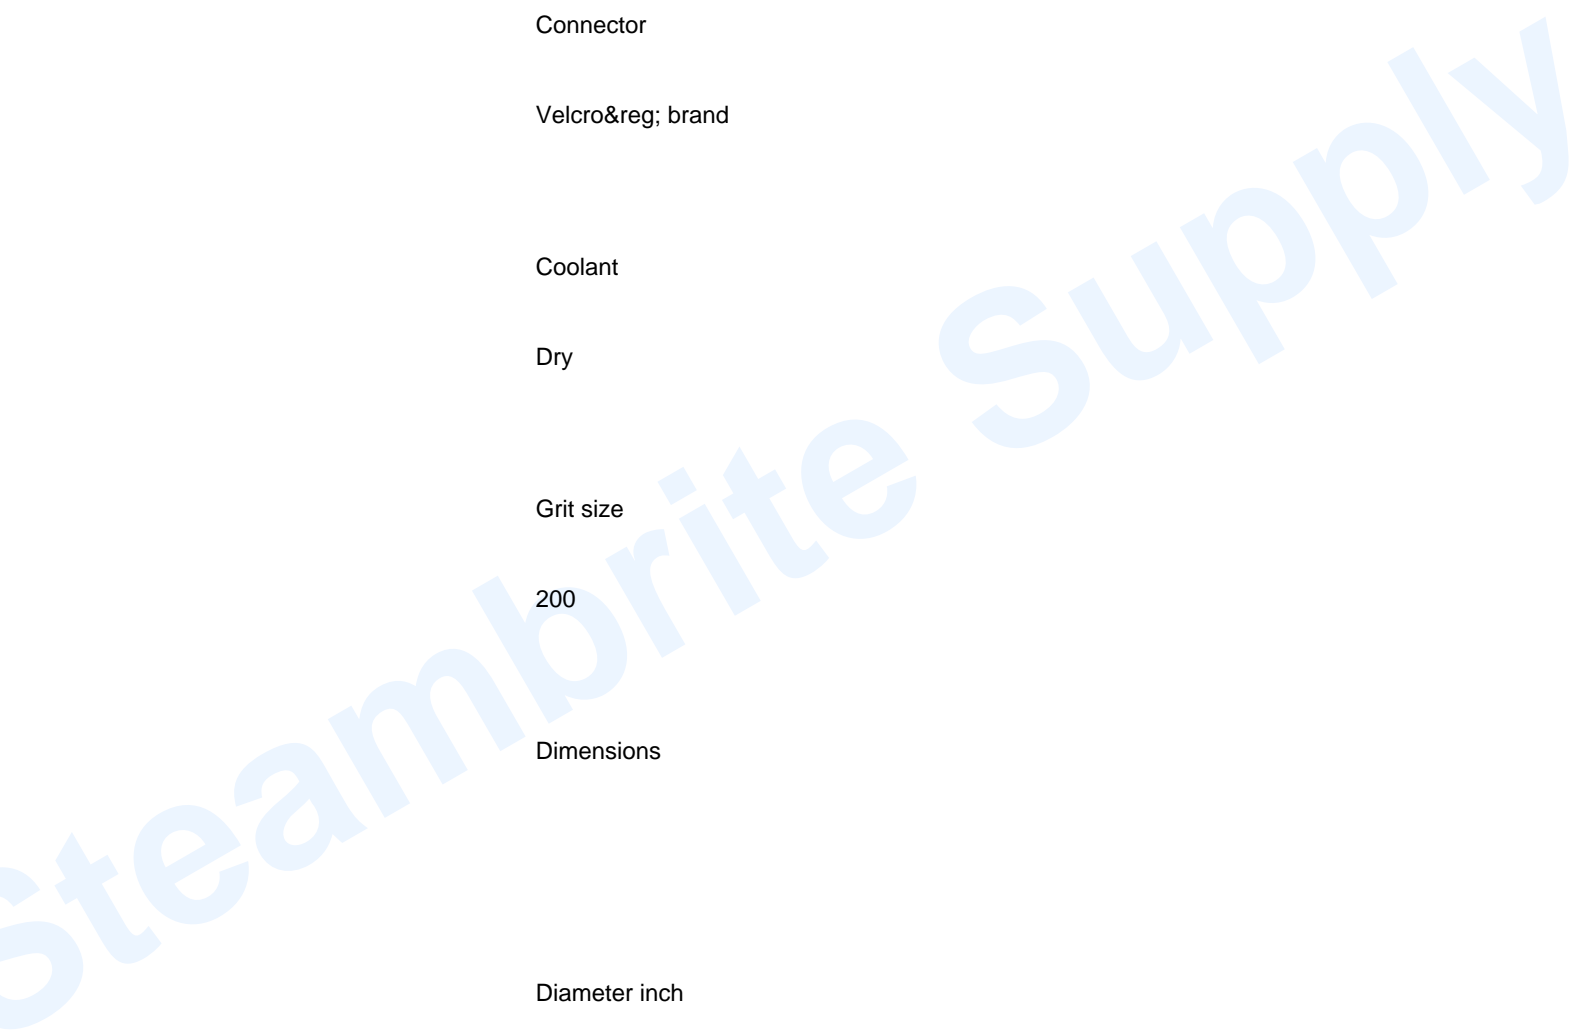 Connector
Velcro&reg; brand
Coolant
Dry
Grit size
200
Dimensions
Diameter inch
Steambrite Supply